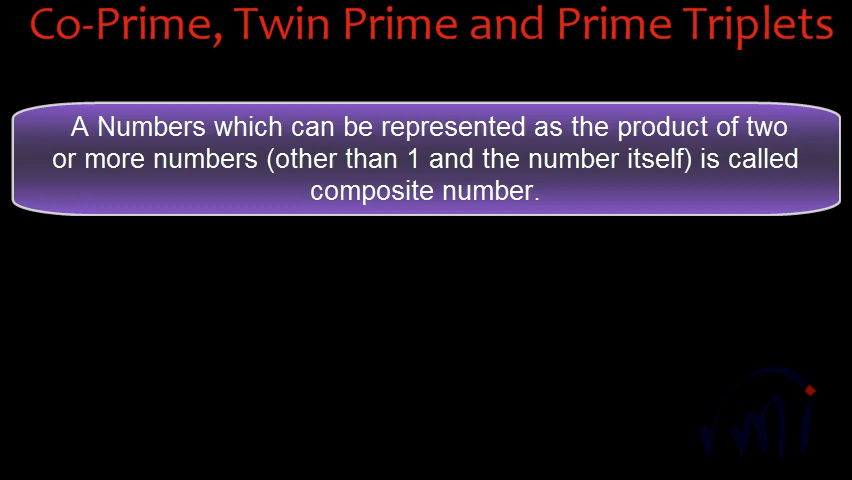 Co-Prime, Twin Prime and Prime Triplets
A Numbers which can be represented as the product of two
or more numbers (other than 1 and the number itself) is called
composite number.
vmi